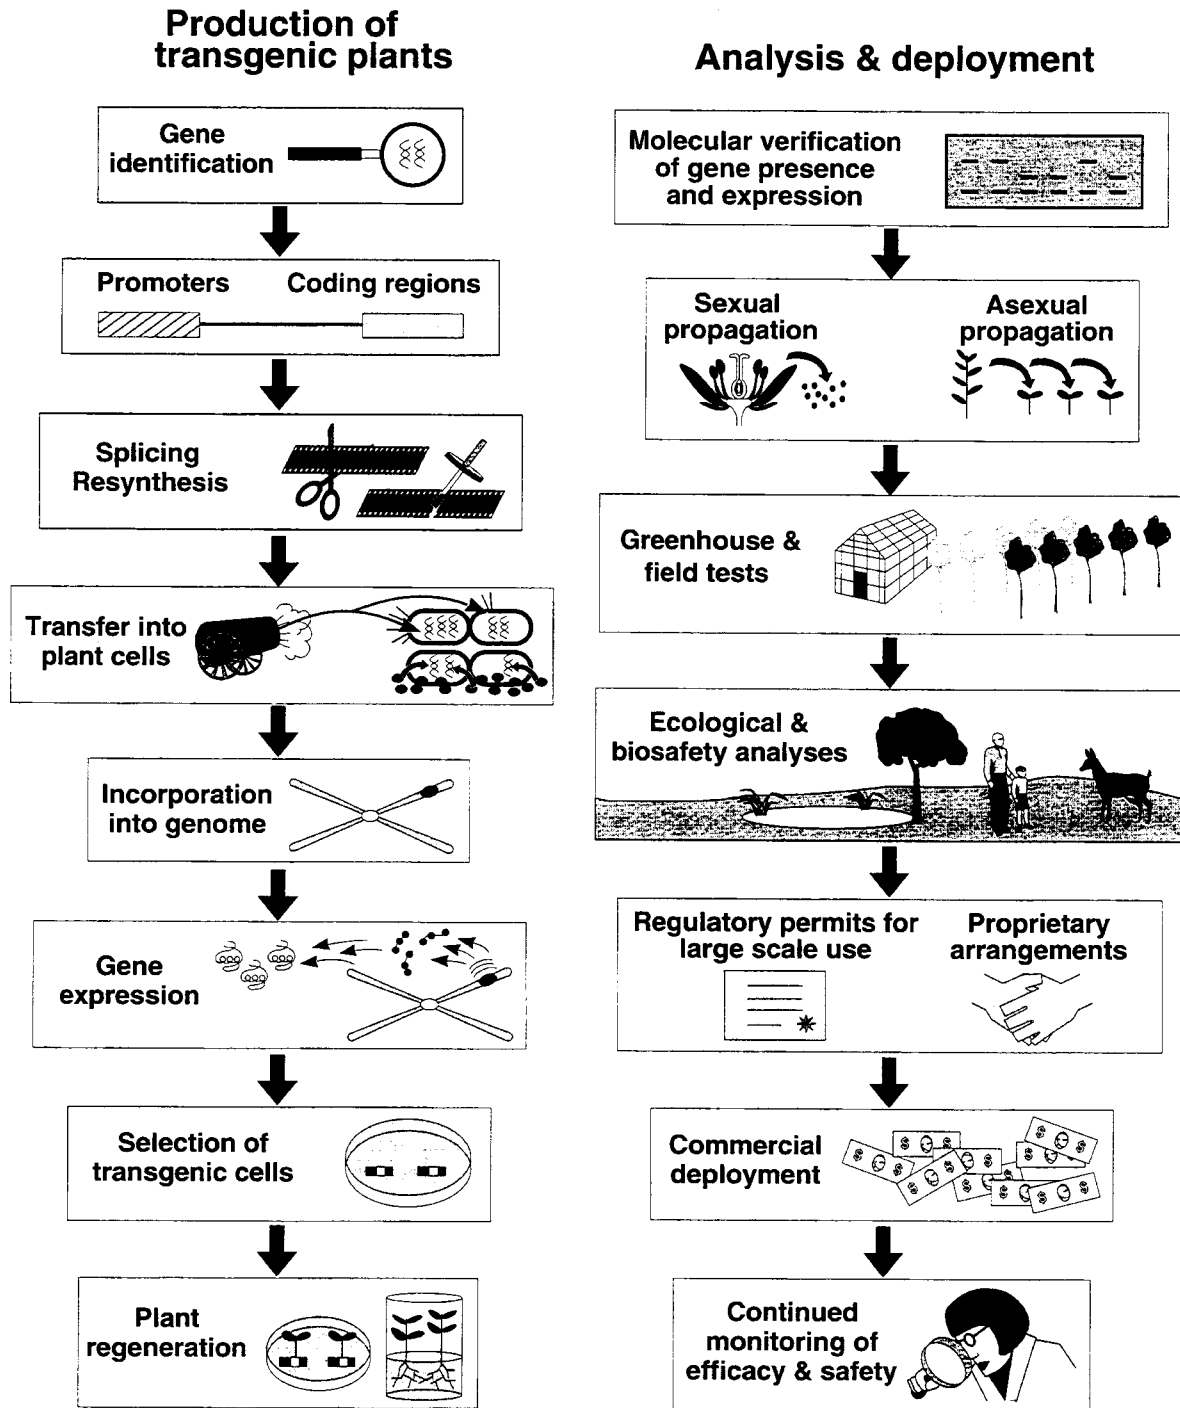 Production of
transgenic plants
Gene
identification
Promoters
Coding regions
Splicing
Resynthesis
Transfer into
plant cells
Incorporation
into genome
Gene
expression
Selection of
transgenic cells
Plant
regeneration
Analysis & deployment
Molecular verification
of gene presence
and expression
Sexual
propagation
Asexual
propagation
Greenhouse &
field tests
Ecological &
biosafety analyses
Regulatory permits for
large scale use
Proprietary
arrangements
Commercial
deployment
Continued
monitoring of
efficacy & safety